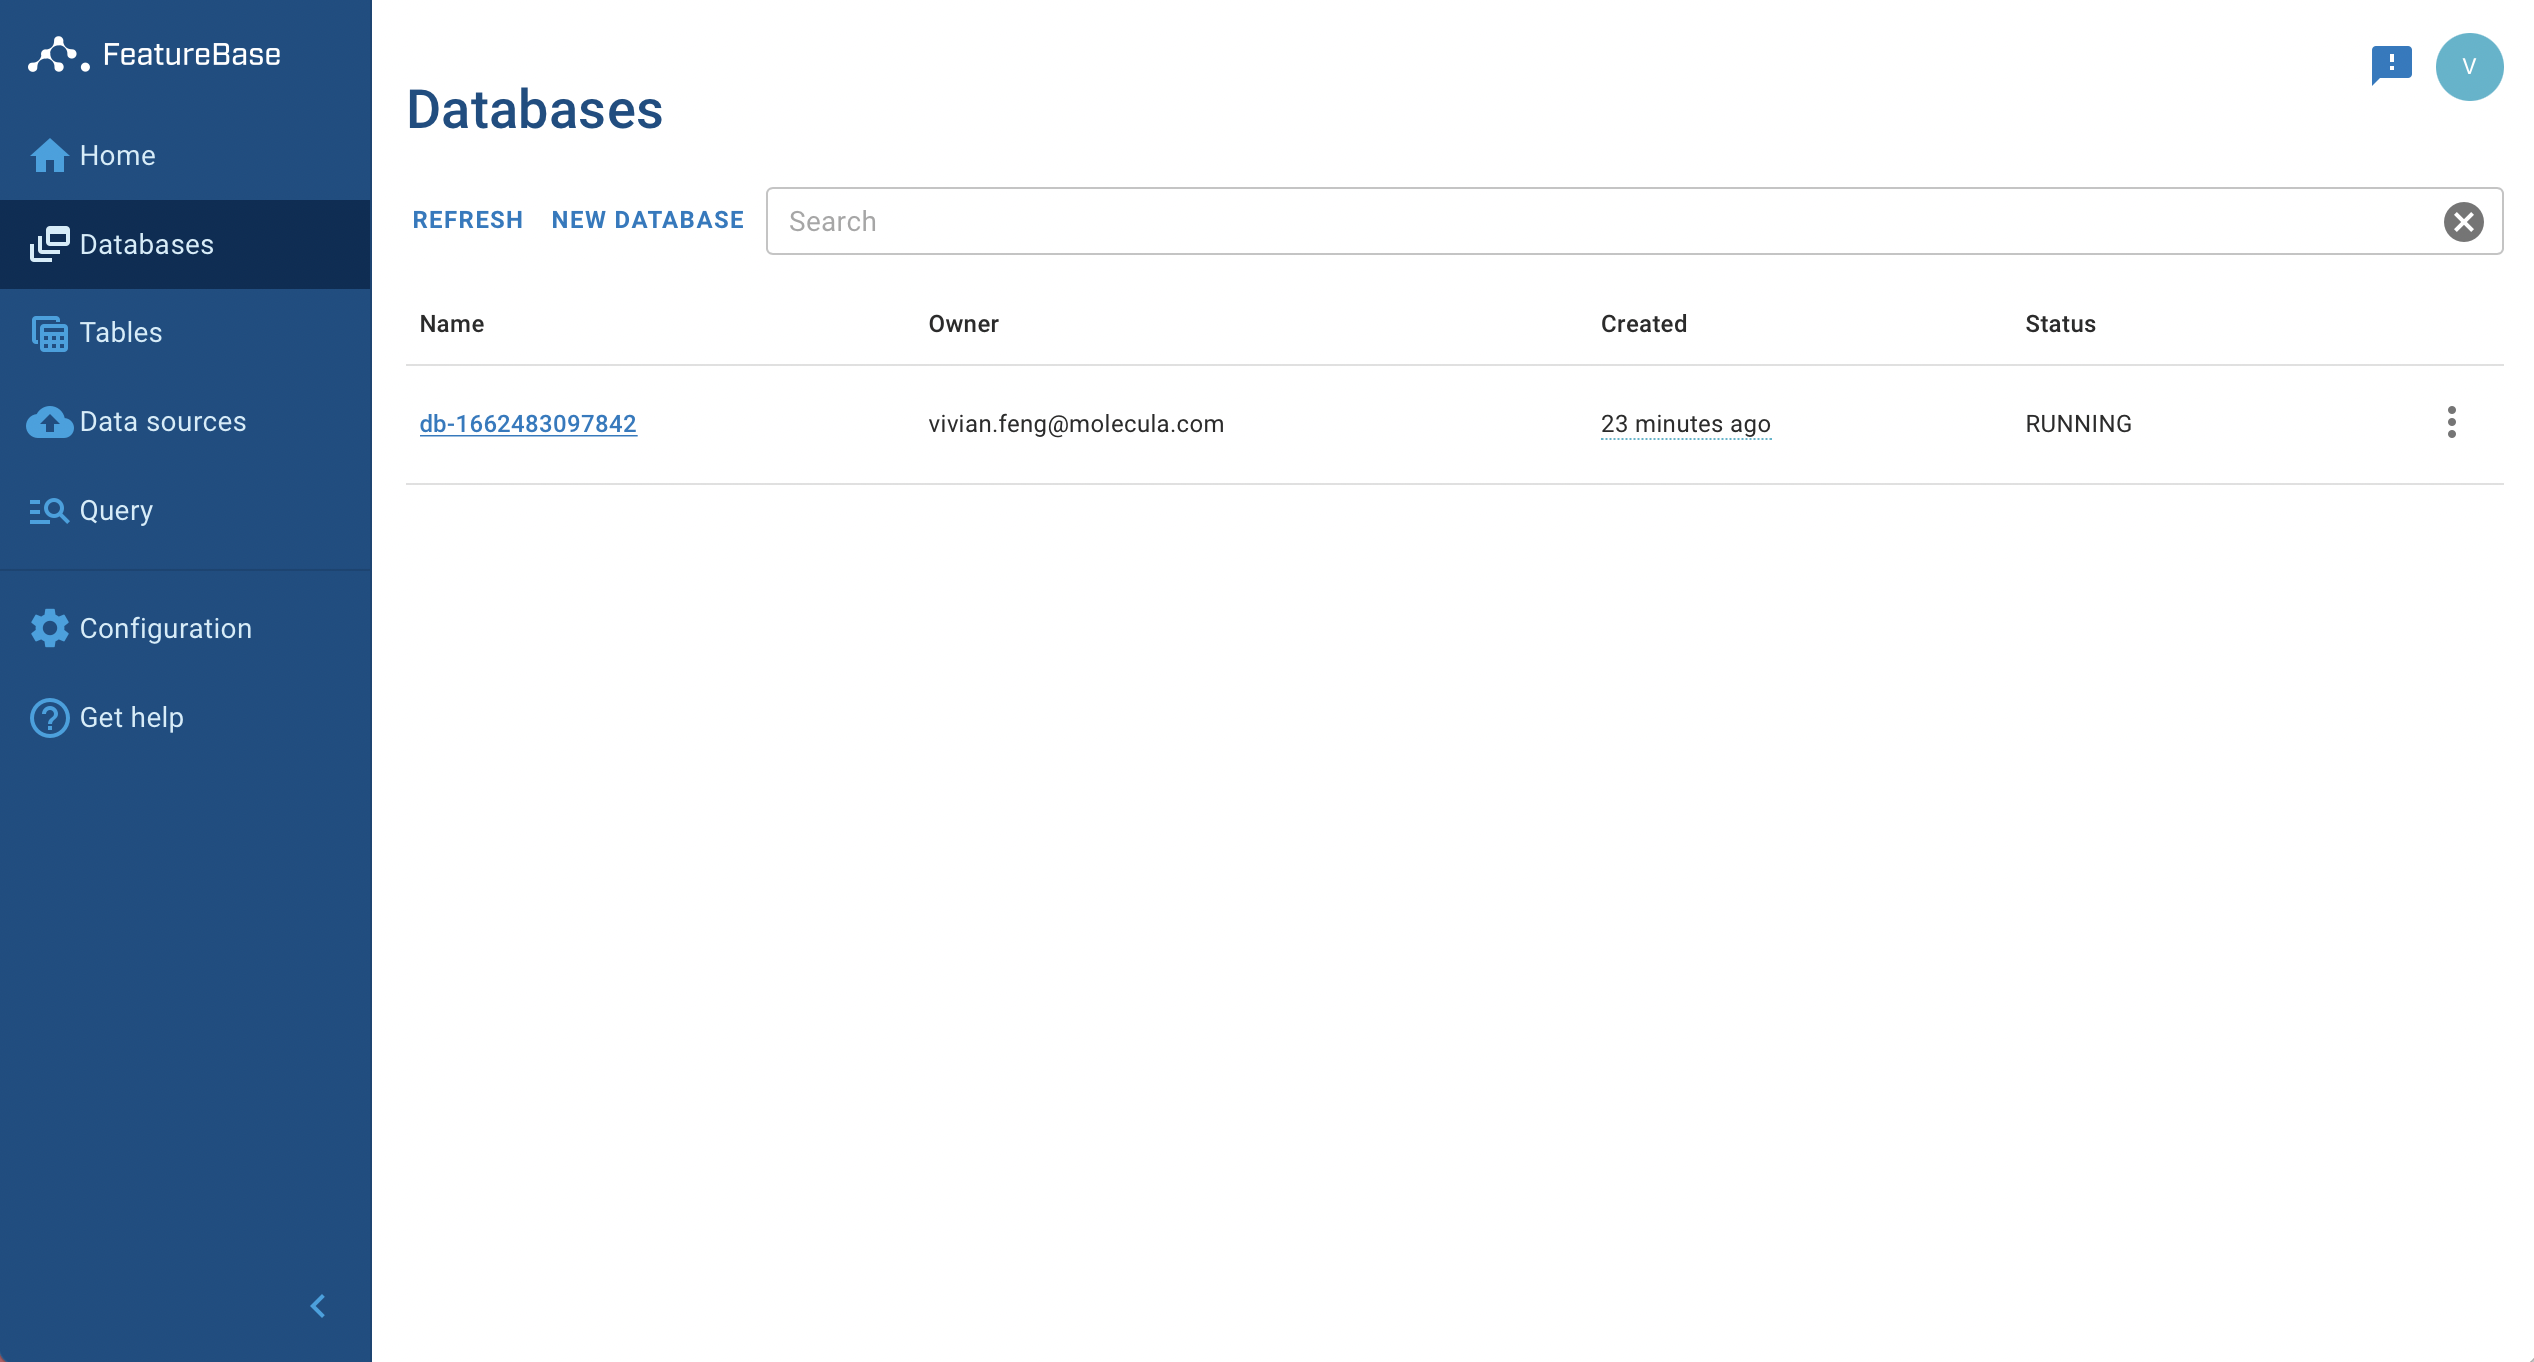 FeatureBase
Home
Databases
Tables
Data sources
Query
Configuration
Get help
V
Databases
REFRESH NEW DATABASE Search
Name Owner Created Status
db-1662483097842 vivian.feng@molecula.com 23 minutes ago RUNNING